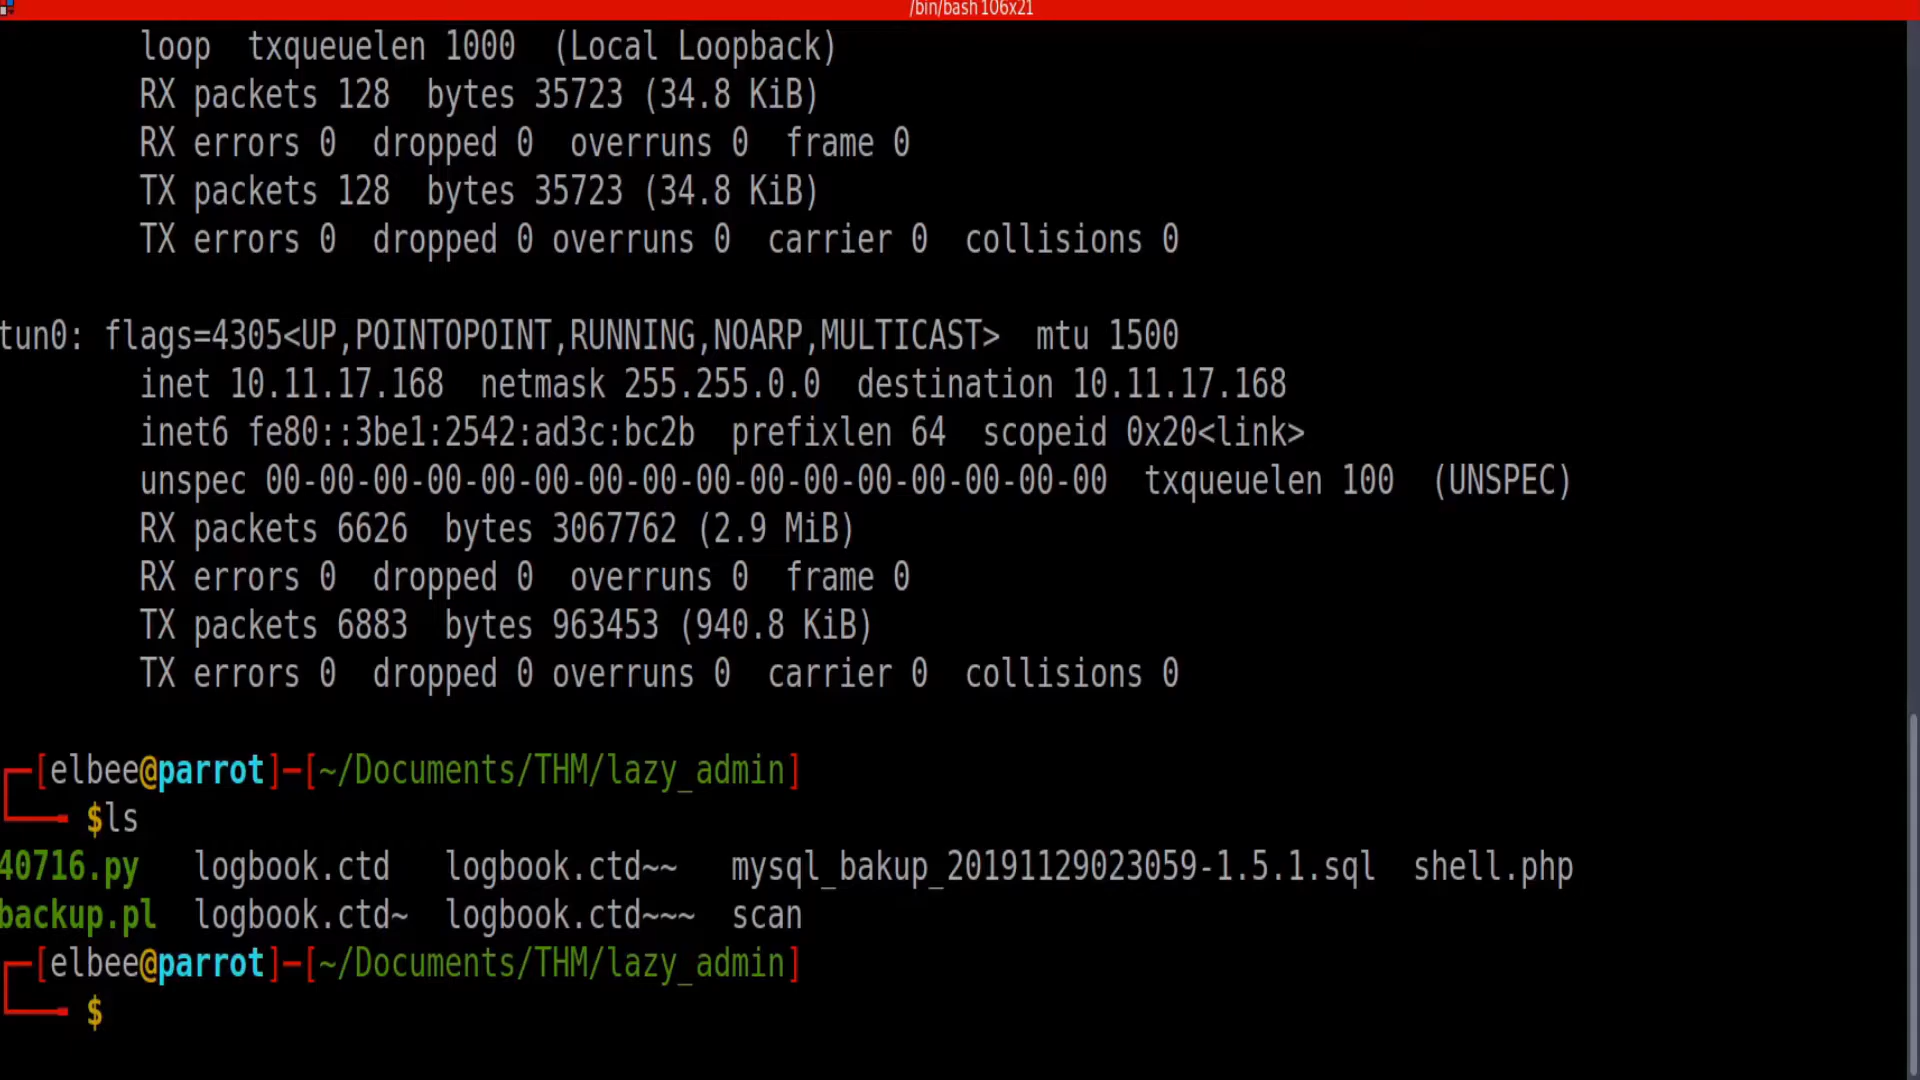 /bin/bash 106x21
loop  txqueuelen 1000  (Local Loopback)
RX packets 128  bytes 35723 (34.8 KiB)
RX errors 0  dropped 0  overruns 0  frame 0
TX packets 128  bytes 35723 (34.8 KiB)
TX errors 0  dropped 0 overruns 0  carrier 0  collisions 0
tun0: flags=4305<UP,POINTOPOINT,RUNNING,NOARP,MULTICAST>  mtu 1500
inet 10.11.17.168  netmask 255.255.0.0  destination 10.11.17.168
inet6 fe80::3be1:2542:ad3c:bc2b  prefixlen 64  scopeid 0x20<link>
unspec 00-00-00-00-00-00-00-00-00-00-00-00-00-00-00-00  txqueuelen 100  (UNSPEC)
RX packets 6626  bytes 3067762 (2.9 MiB)
RX errors 0  dropped 0  overruns 0  frame 0
TX packets 6883  bytes 963453 (940.8 KiB)
TX errors 0  dropped 0 overruns 0  carrier 0  collisions 0
[elbee@parrot]-[~/Documents/THM/lazy_admin]
$ls
40716.py  logbook.ctd  logbook.ctd~~  mysql_bakup_20191129023059-1.5.1.sql  shell.php
backup.pl  logbook.ctd~  logbook.ctd~~~  scan
[elbee@parrot]-[~/Documents/THM/lazy_admin]
$